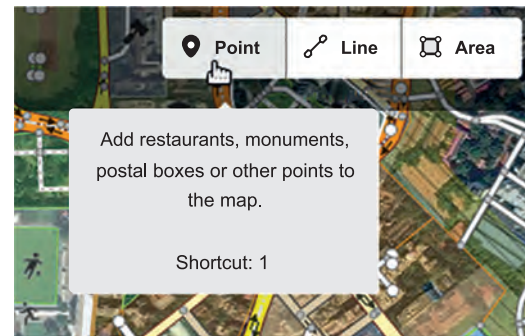 Point Line Area
Add restaurants, monuments,
postal boxes or other points to
the map.
Shortcut: 1